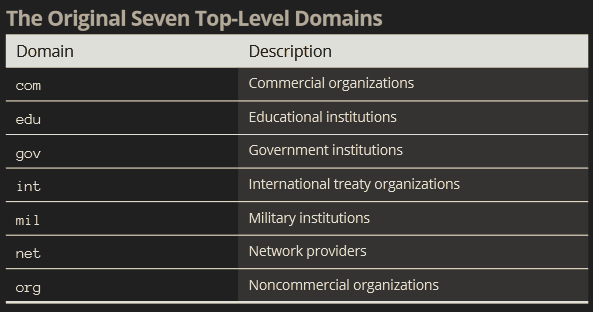 The Original Seven Top-Level Domains
Domain Description
com Commercial organizations
edu Educational institutions
gov Government institutions
int International treaty organizations
mil Military institutions
net Network providers
org Noncommercial organizations